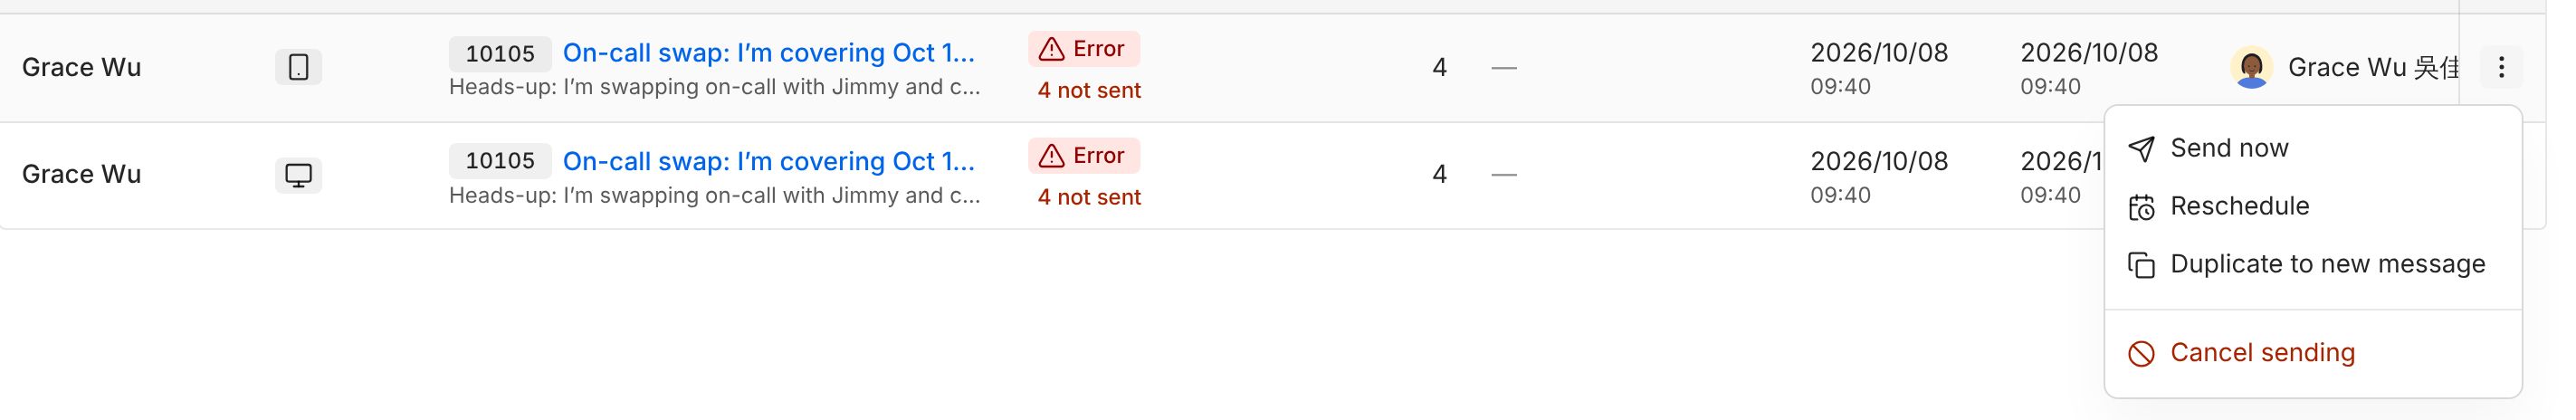 Grace Wu
10105 On-call swap: I’m covering Oct 1...
Heads-up: I’m swapping on-call with Jimmy and c...
Error
4 not sent
4
—
2026/10/08
09:40
2026/10/08
09:40
Grace Wu 吳佳
Grace Wu
10105 On-call swap: I’m covering Oct 1...
Heads-up: I’m swapping on-call with Jimmy and c...
Error
4 not sent
4
—
2026/10/08
09:40
2026/1
09:40
Send now
Reschedule
Duplicate to new message
Cancel sending